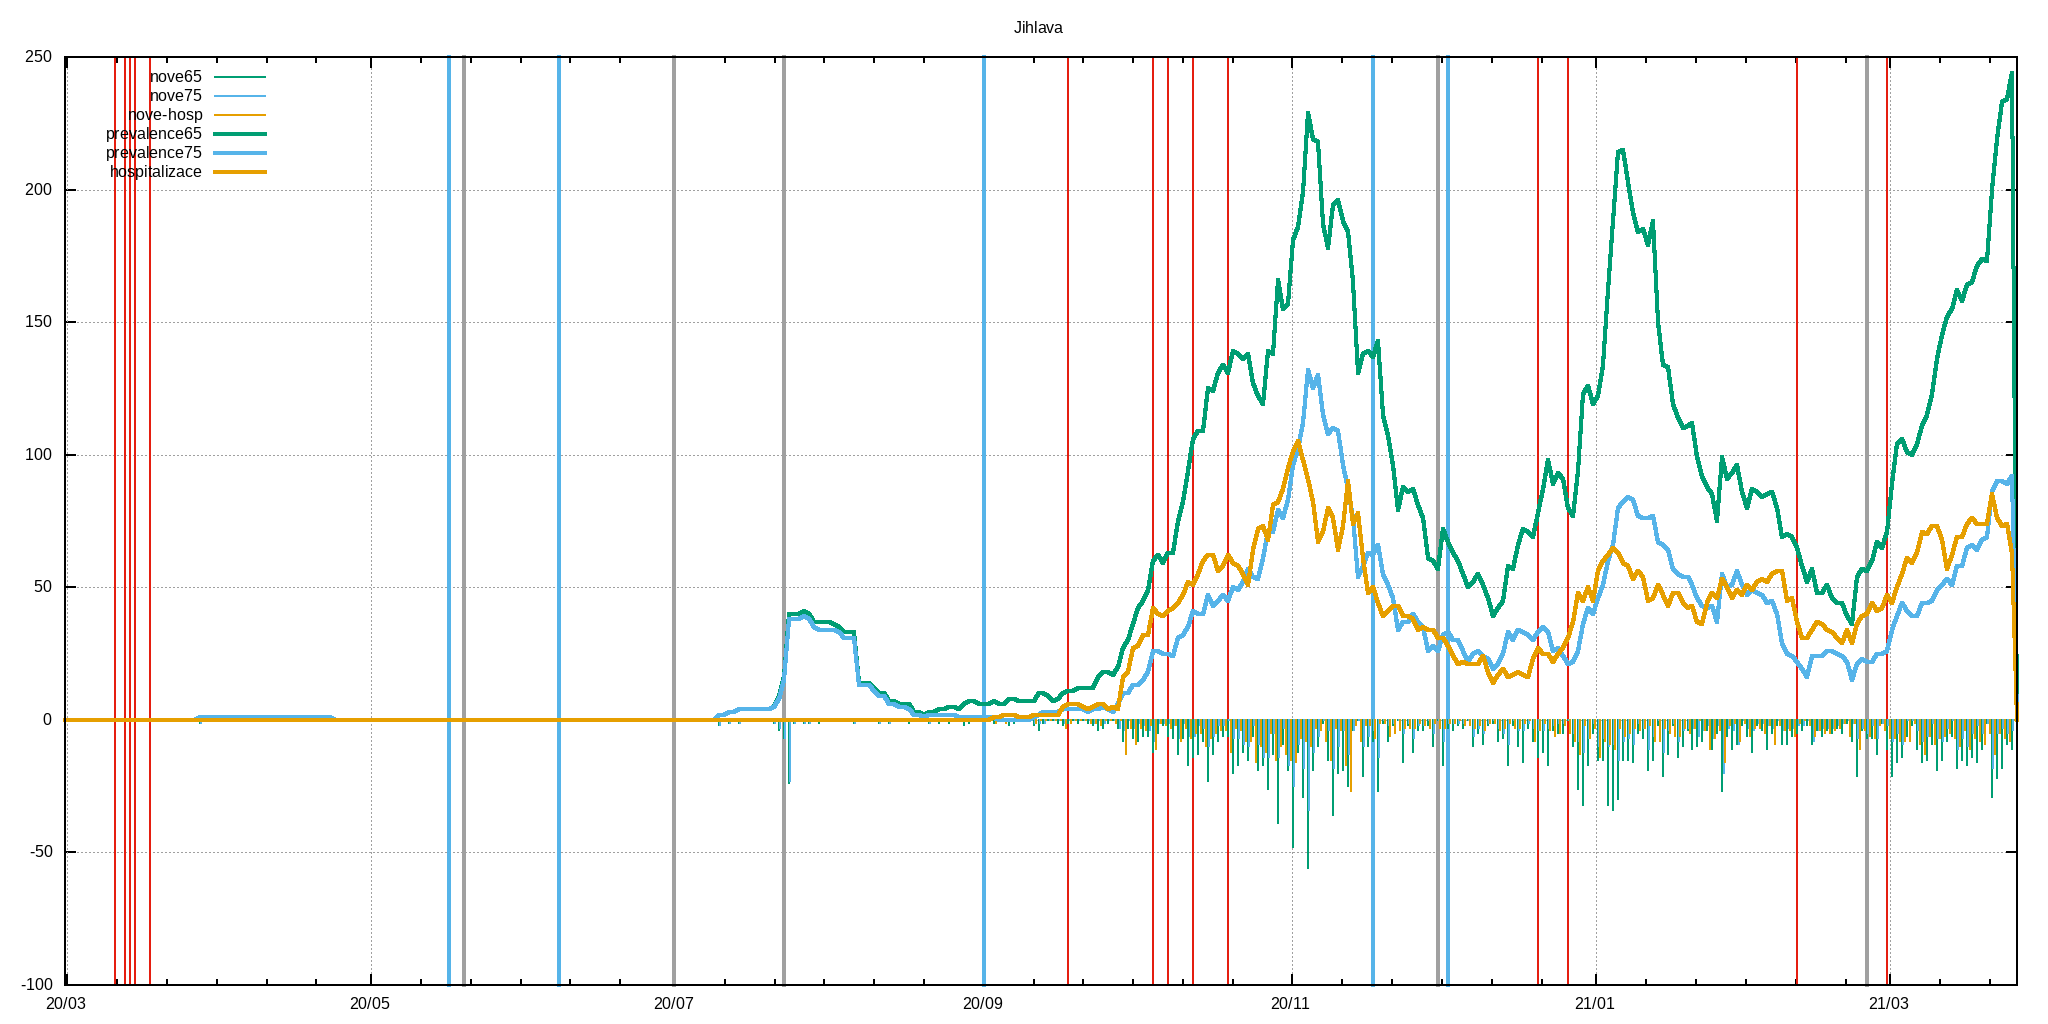 Jihlava
250
200
150
100
50
0
-50
-100
nove65
nove75
nove-hosp
prevalence65
prevalence75
hospitalizace
20/03 20/05 20/07 20/09 20/11 21/01 21/03